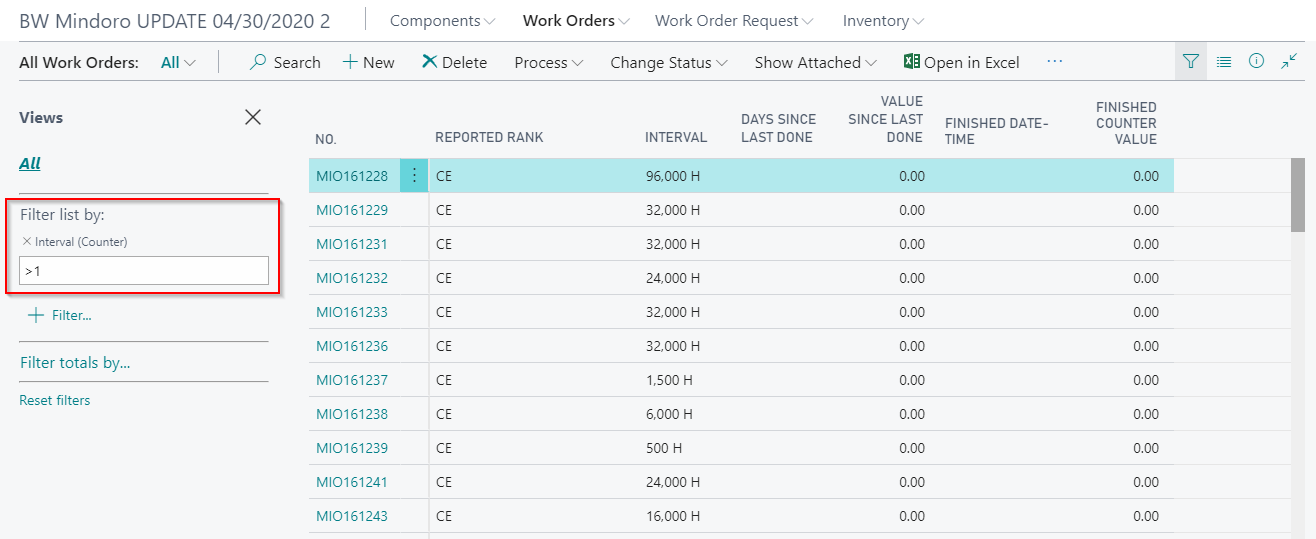 BW Mindoro UPDATE 04/30/2020 2 Components Work Orders Work Order Request Inventory
All Work Orders: All Search New Delete Process Change Status Show Attached Open in Excel ...
Views
All
Filter list by:
Interval (Counter)
>1
Filter...
Filter totals by...
Reset filters
NO. REPORTED RANK INTERVAL DAYS SINCE LAST DONE VALUE SINCE LAST DONE FINISHED DATE-TIME FINISHED COUNTER VALUE
MIO161228 CE 96,000 H 0.00 0.00
MIO161229 CE 32,000 H 0.00 0.00
MIO161231 CE 32,000 H 0.00 0.00
MIO161232 CE 24,000 H 0.00 0.00
MIO161233 CE 32,000 H 0.00 0.00
MIO161236 CE 32,000 H 0.00 0.00
MIO161237 CE 1,500 H 0.00 0.00
MIO161238 CE 6,000 H 0.00 0.00
MIO161239 CE 500 H 0.00 0.00
MIO161241 CE 24,000 H 0.00 0.00
MIO161243 CE 16,000 H 0.00 0.00